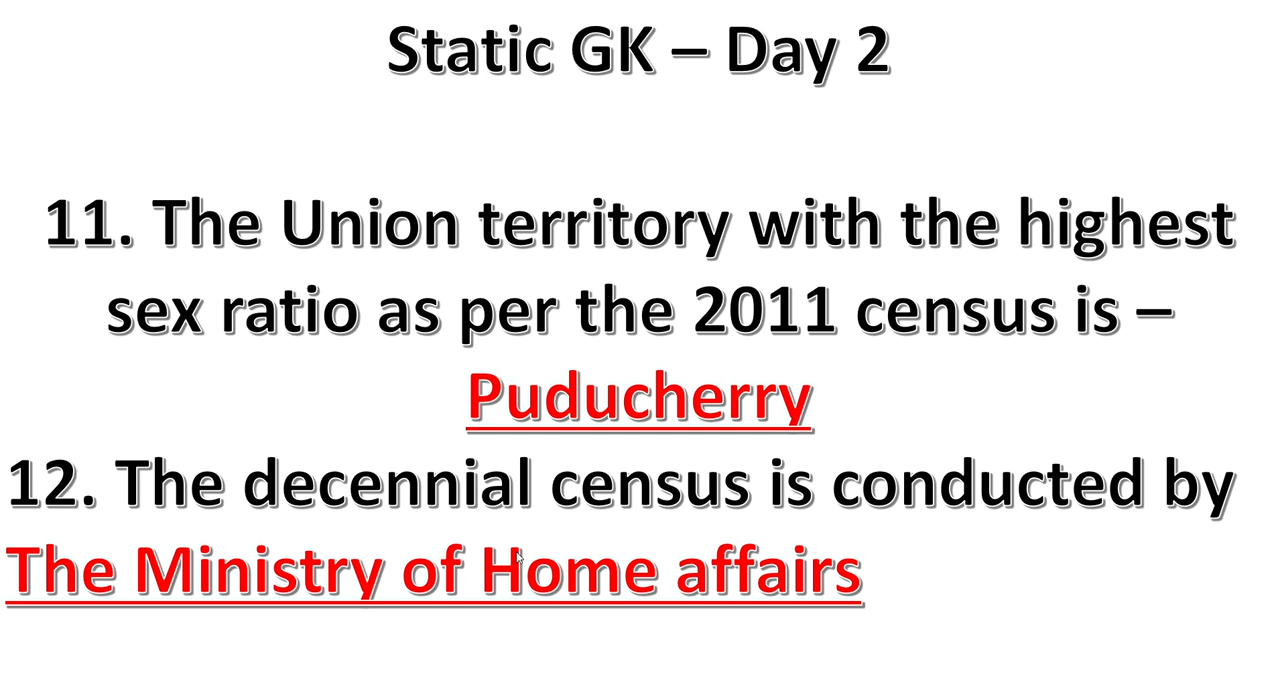 Static GK – Day 2
11. The Union territory with the highest
sex ratio as per the 2011 census is –
Puducherry
12. The decennial census is conducted by
The Ministry of Home affairs